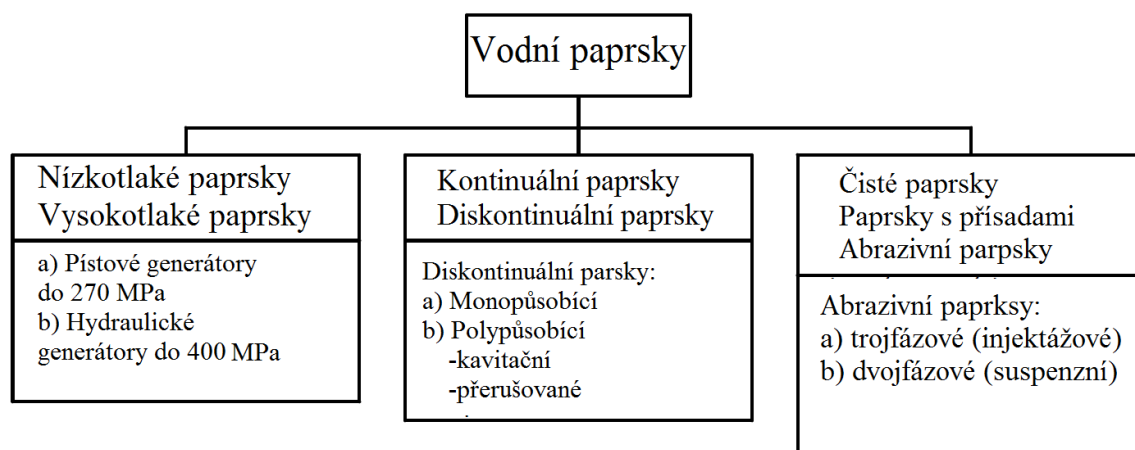 Vodní paprsky
Nízkotlaké paprsky
Vysokotlaké paprsky
a) Pístové generátory
do 270 MPa
b) Hydraulické
generátory do 400 MPa
Kontinuální paprsky
Diskontinuální paprsky
Diskontinuální parsky:
a) Monopůsobící
b) Polypůsobící
-kavitační
-přerušované
Čisté paprsky
Paprsky s přísadami
Abrazivní parpsky
Abrazivní paprksy:
a) trojfázové (injektážové)
b) dvojfázové (suspenzní)